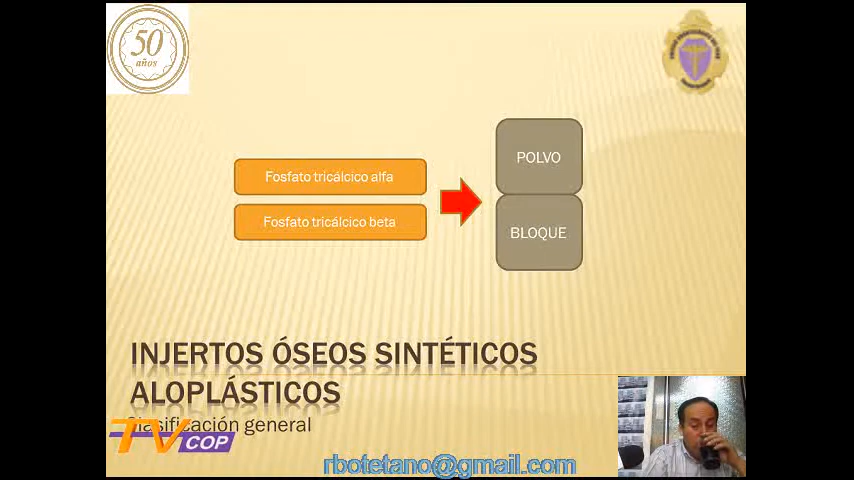 50
años
Fosfato tricálcico alfa
Fosfato tricálcico beta
POLVO
BLOQUE
INJERTOS ÓSEOS SINTÉTICOS
ALOPLÁSTICOS
Clasificación general
TV COP
rbotetano@gmail.com